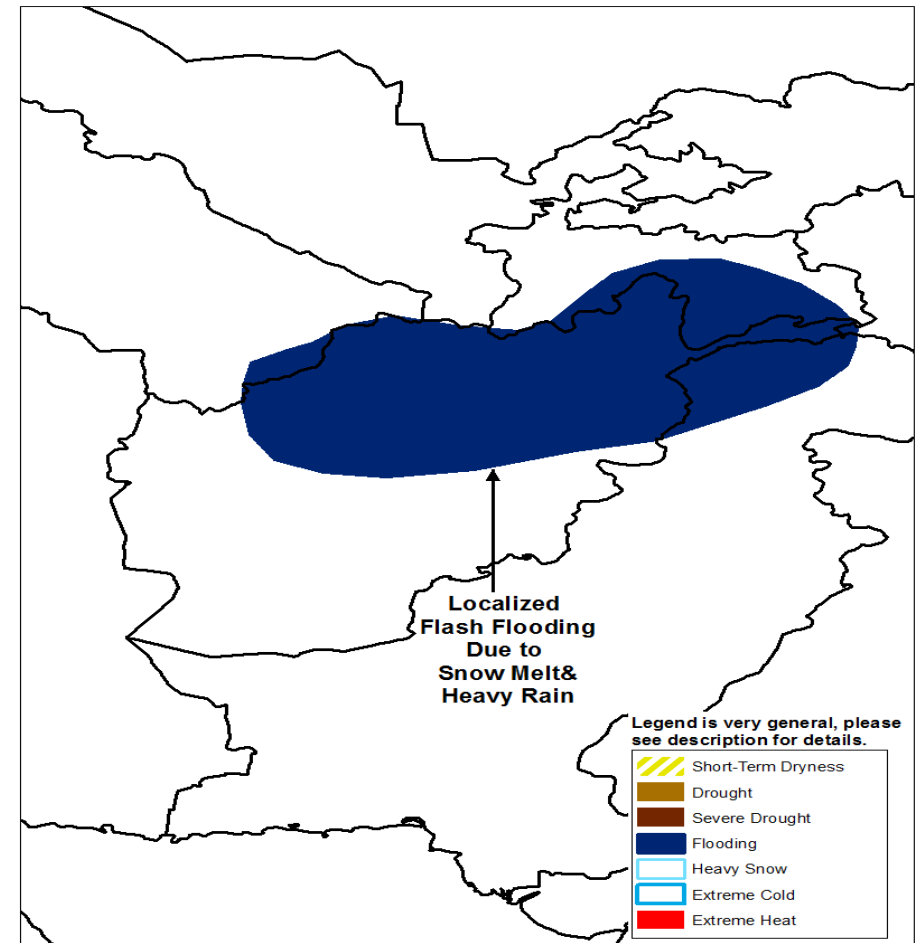 Localized
Flash Flooding
Due to
Snow Melt&
Heavy Rain
Legend is very general, please
see description for details.
Short-Term Dryness
Drought
Severe Drought
Flooding
Heavy Snow
Extreme Cold
Extreme Heat